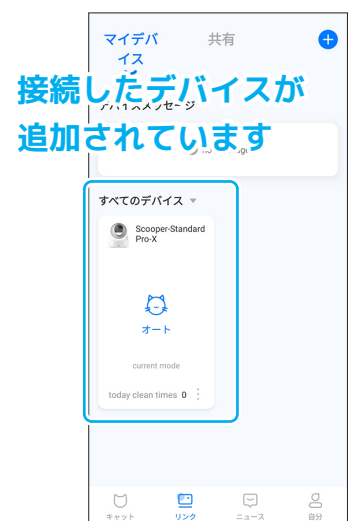 マイデバイス
共有
接続したデバイスが
追加されています
すべてのデバイス
Scooper-Standard
Pro-X
オート
current mode
today clean times 0
キャット
リンク
ニュース
自分